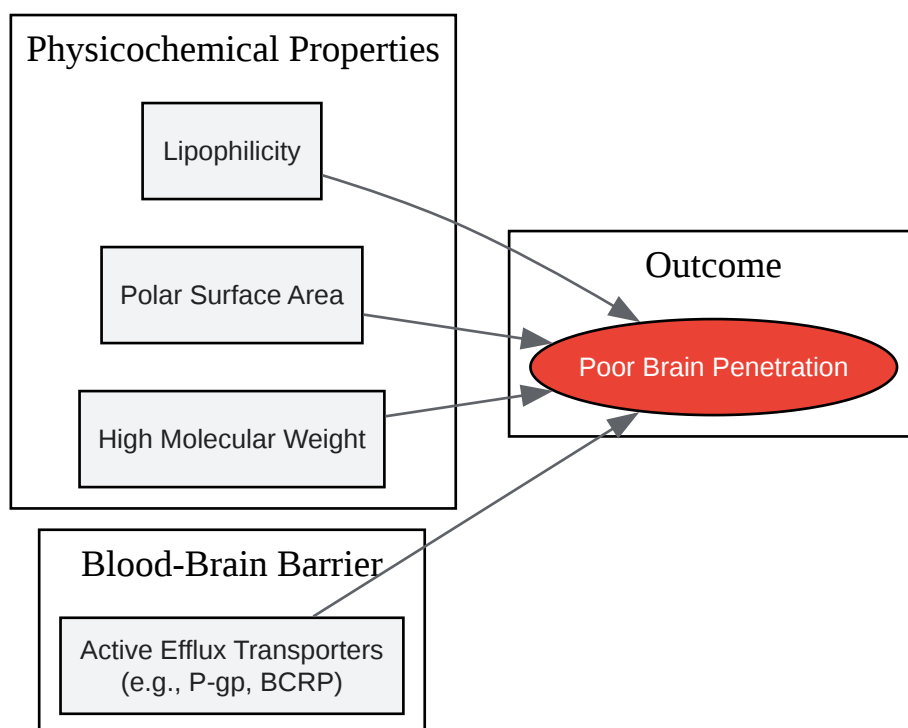 Physicochemical Properties
Lipophilicity
Polar Surface Area
High Molecular Weight
Outcome
Poor Brain Penetration
Blood-Brain Barrier
Active Efflux Transporters
(e.g., P-gp, BCRP)